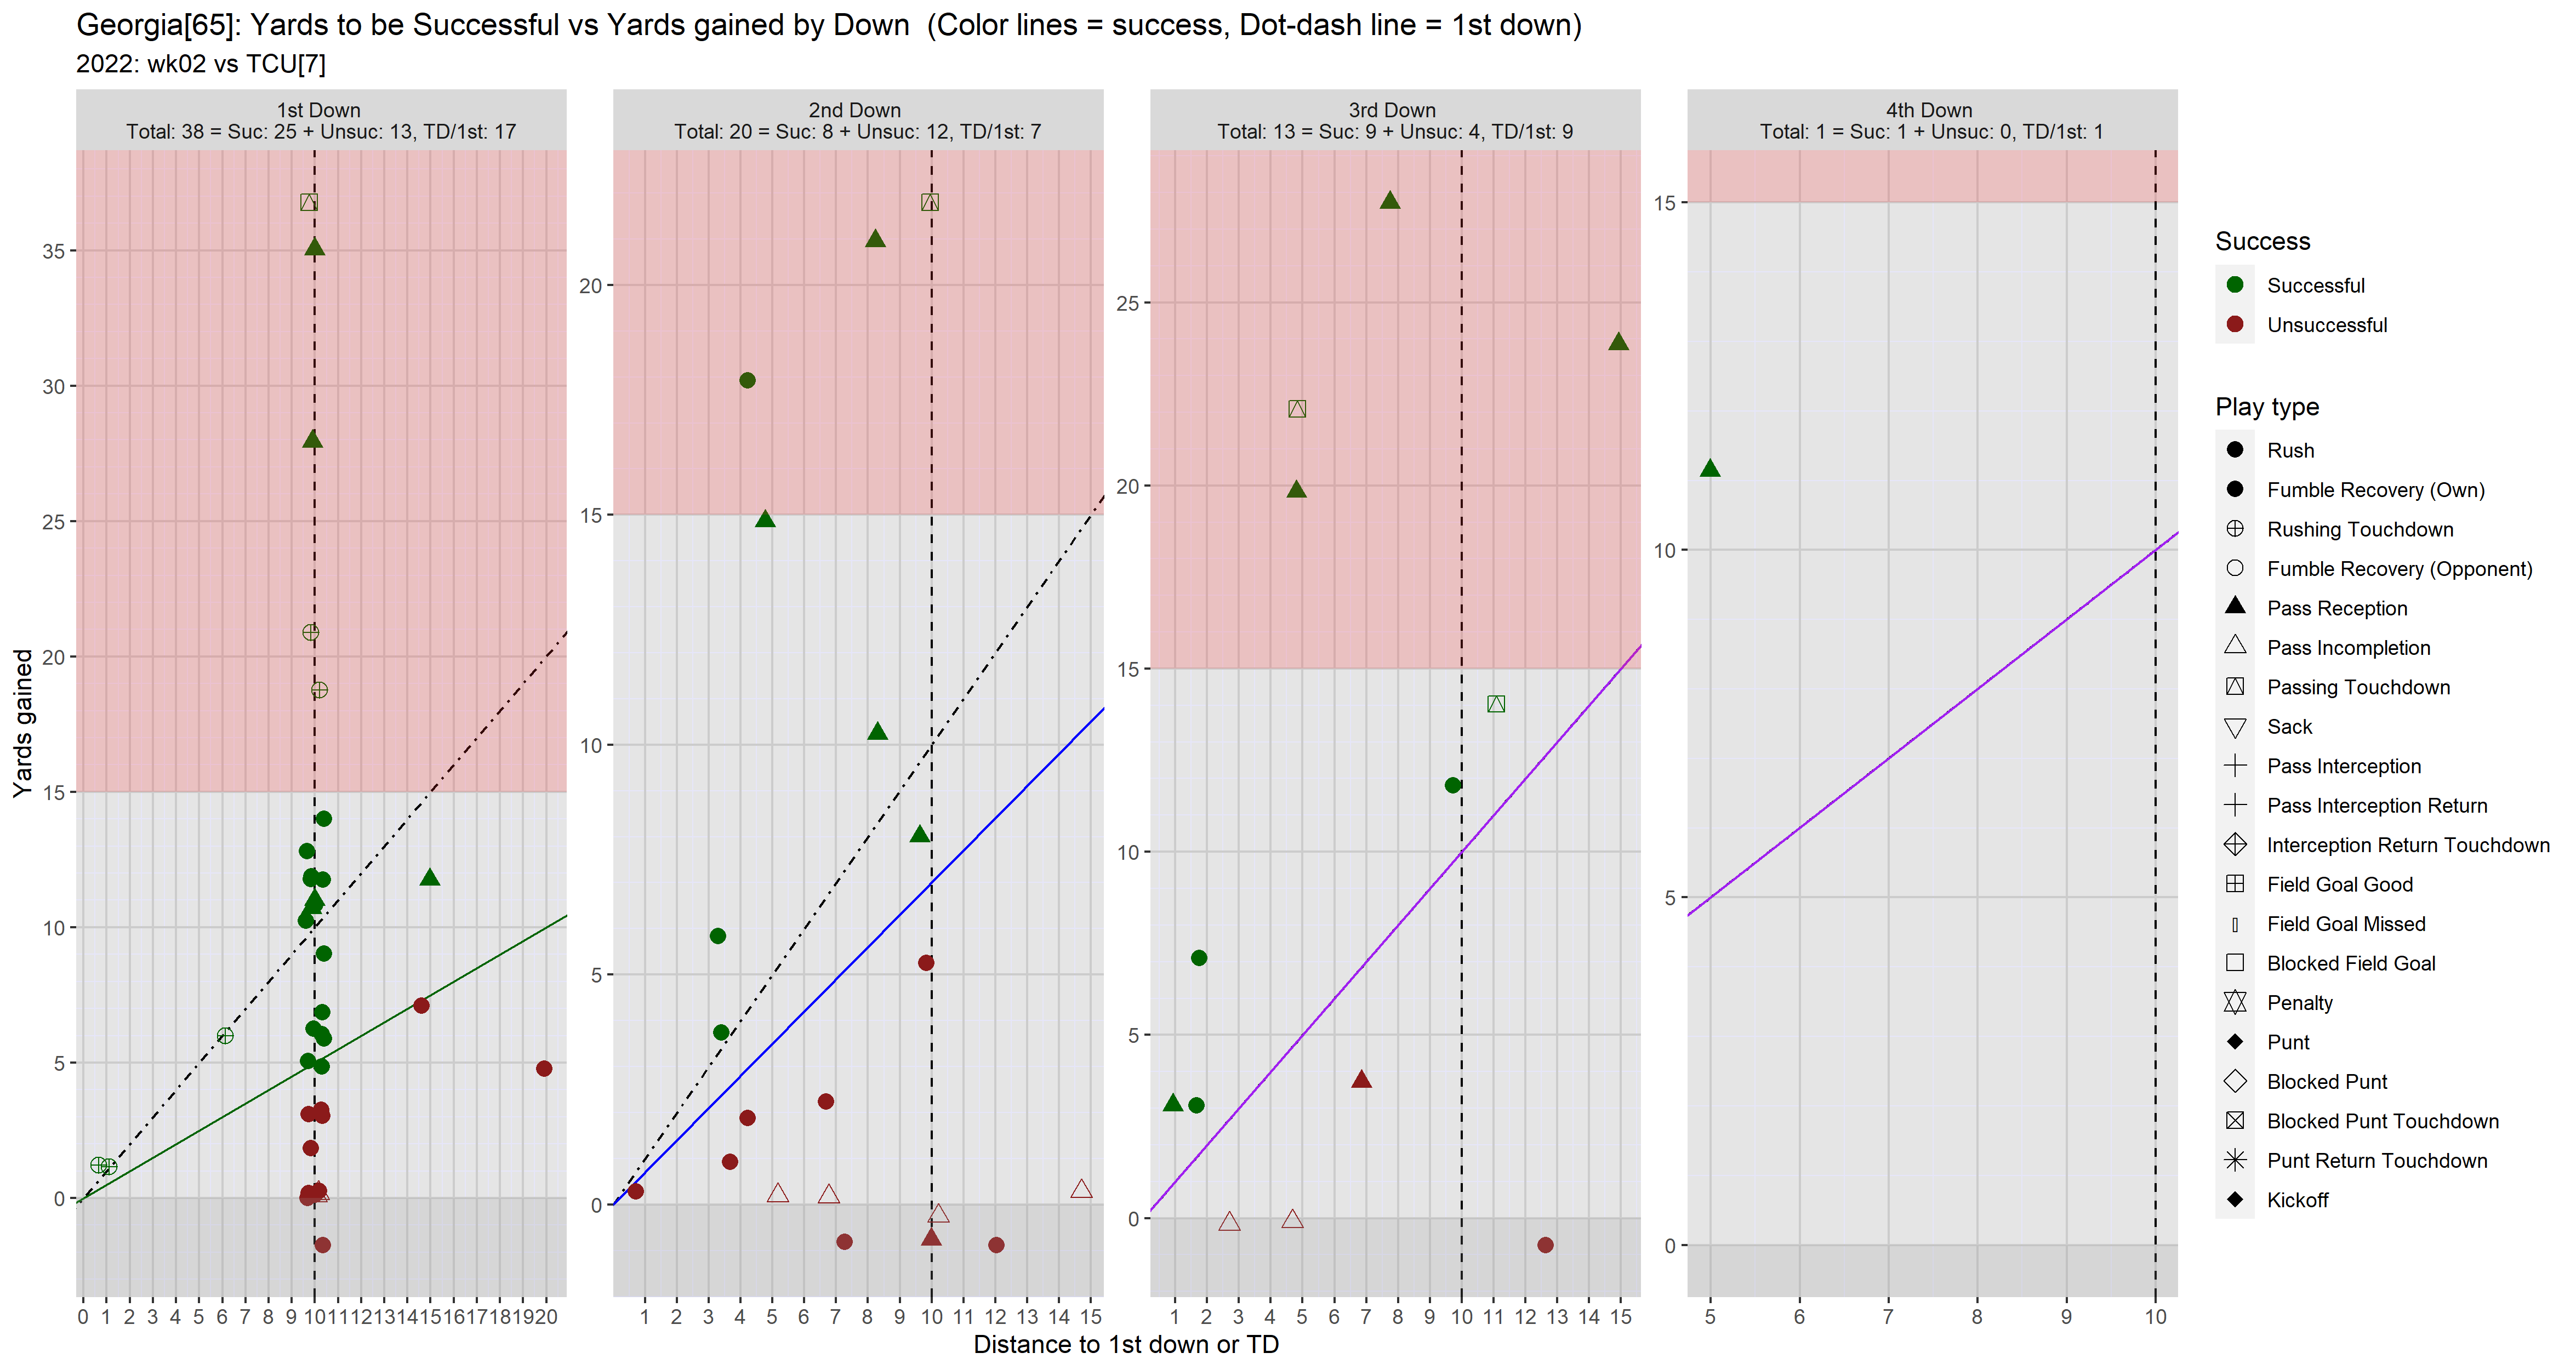 Georgia[65]: Yards to be Successful vs Yards gained by Down  (Color lines = success, Dot-dash line = 1st down)
2022: wk02 vs TCU[7]
1st Down
Total: 38 = Suc: 25 + Unsuc: 13, TD/1st: 17
2nd Down
Total: 20 = Suc: 8 + Unsuc: 12, TD/1st: 7
3rd Down
Total: 13 = Suc: 9 + Unsuc: 4, TD/1st: 9
4th Down
Total: 1 = Suc: 1 + Unsuc: 0, TD/1st: 1
Yards gained
35
30
25
20
15
10
5
0
0 1 2 3 4 5 6 7 8 9 10 11 12 13 14 15 16 17 18 19 20
20
15
10
5
0
1 2 3 4 5 6 7 8 9 10 11 12 13 14 15
25
20
15
10
5
0
1 2 3 4 5 6 7 8 9 10 11 12 13 14 15
15
10
5
0
5 6 7 8 9 10
Distance to 1st down or TD
Success
Successful
Unsuccessful
Play type
Rush
Fumble Recovery (Own)
Rushing Touchdown
Fumble Recovery (Opponent)
Pass Reception
Pass Incompletion
Passing Touchdown
Sack
Pass Interception
Pass Interception Return
Interception Return Touchdown
Field Goal Good
Field Goal Missed
Blocked Field Goal
Penalty
Punt
Blocked Punt
Blocked Punt Touchdown
Punt Return Touchdown
Kickoff